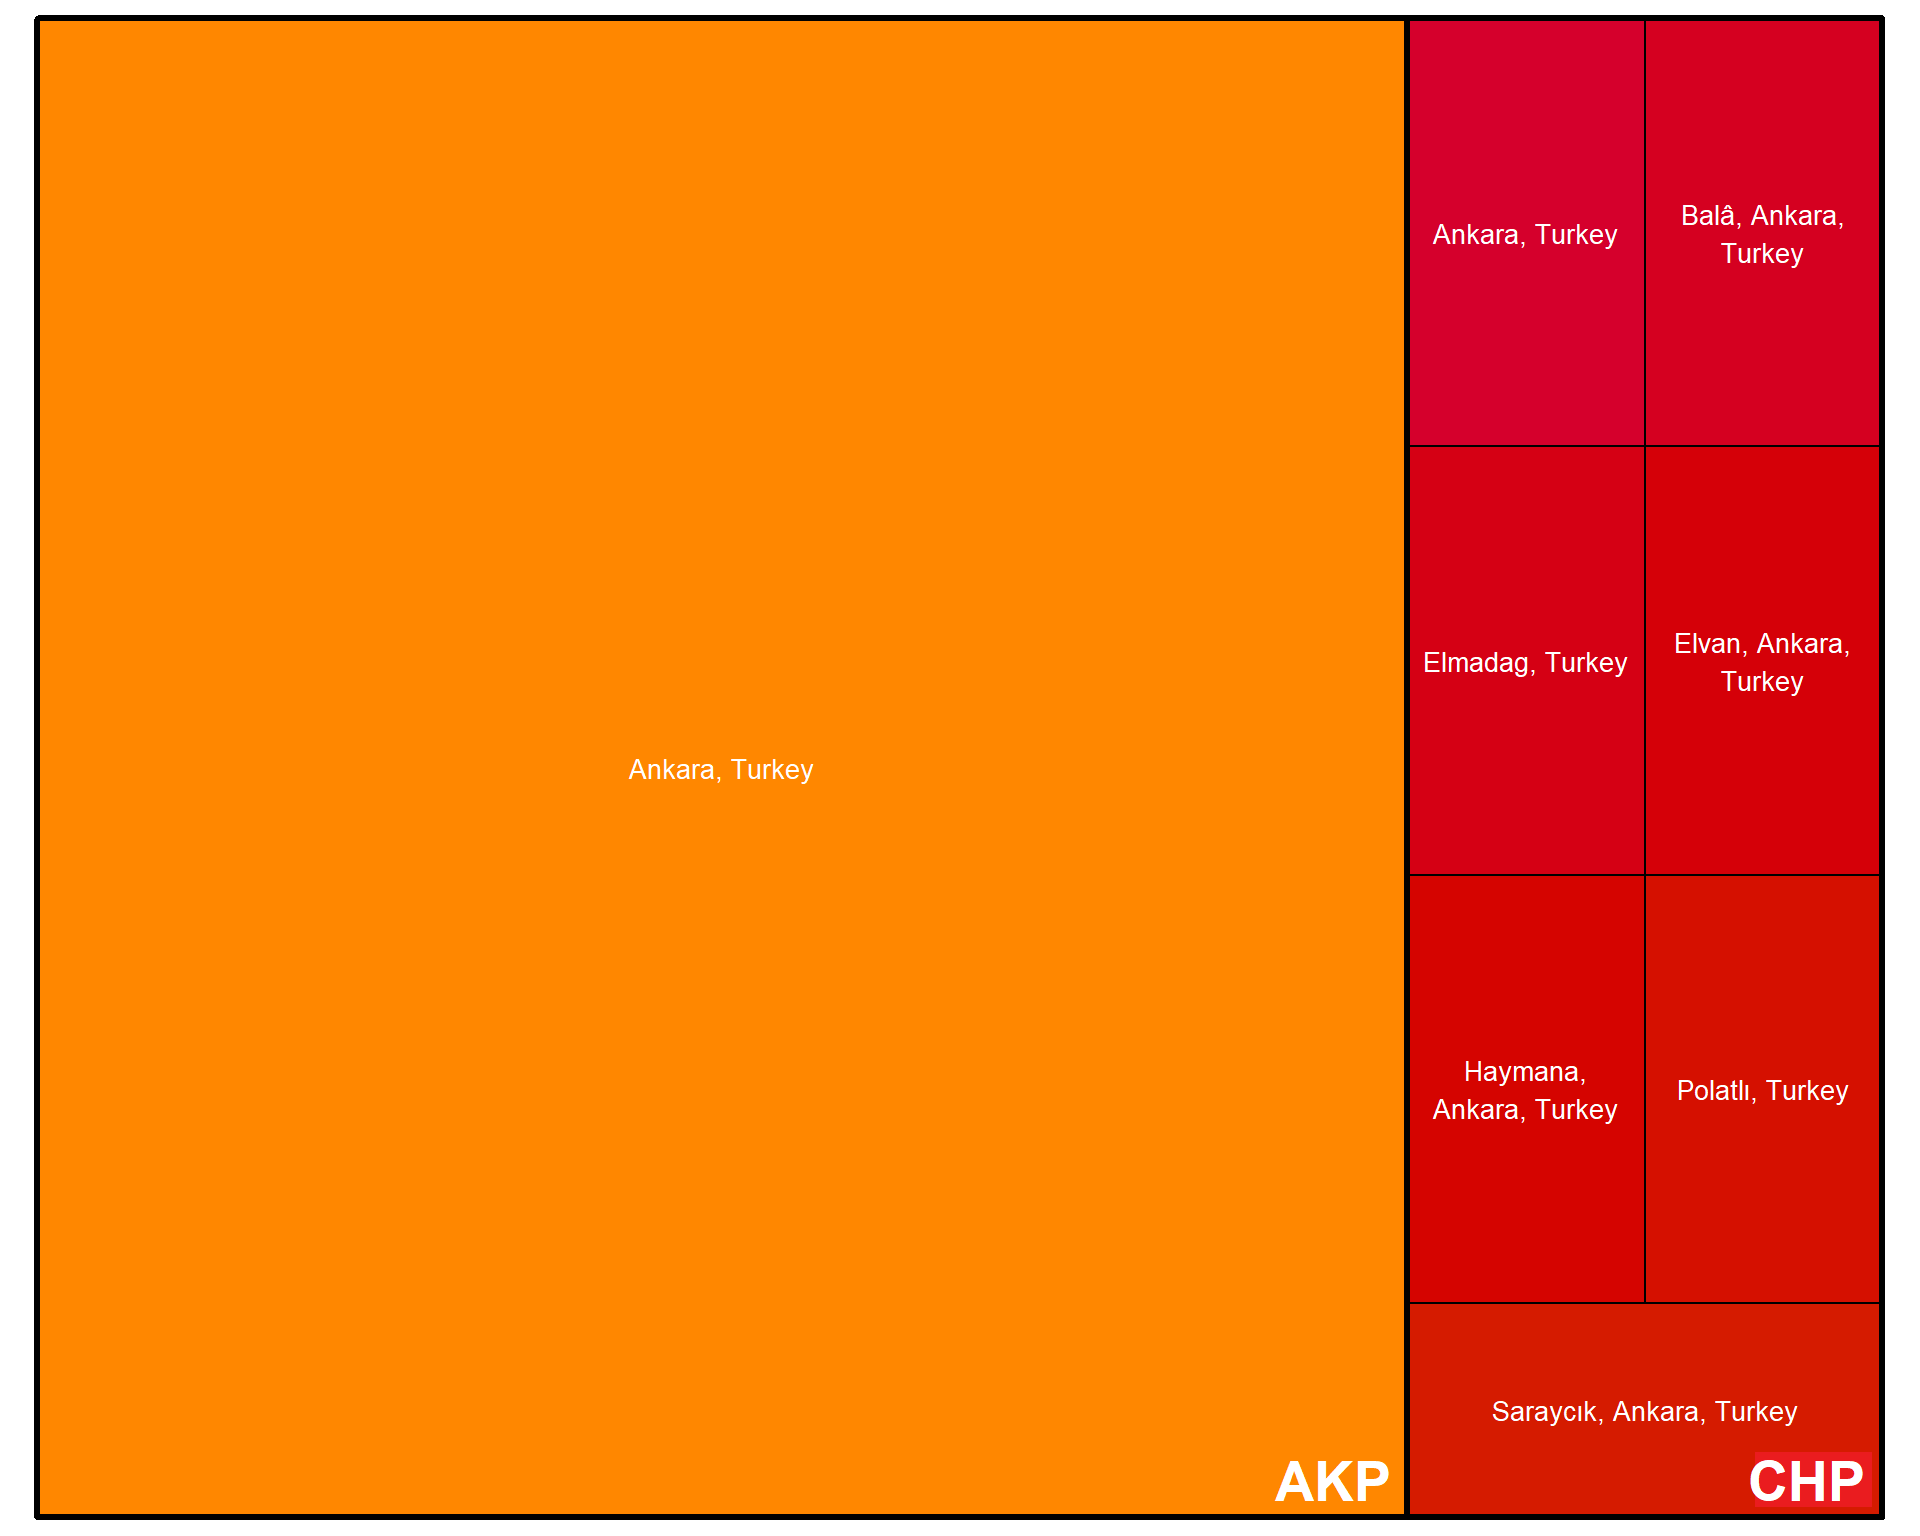 Ankara, Turkey
AKP
Ankara, Turkey
Balâ, Ankara,
Turkey
Elmadag, Turkey
Elvan, Ankara,
Turkey
Haymana,
Ankara, Turkey
Polatlı, Turkey
Saraycık, Ankara, Turkey
CHP